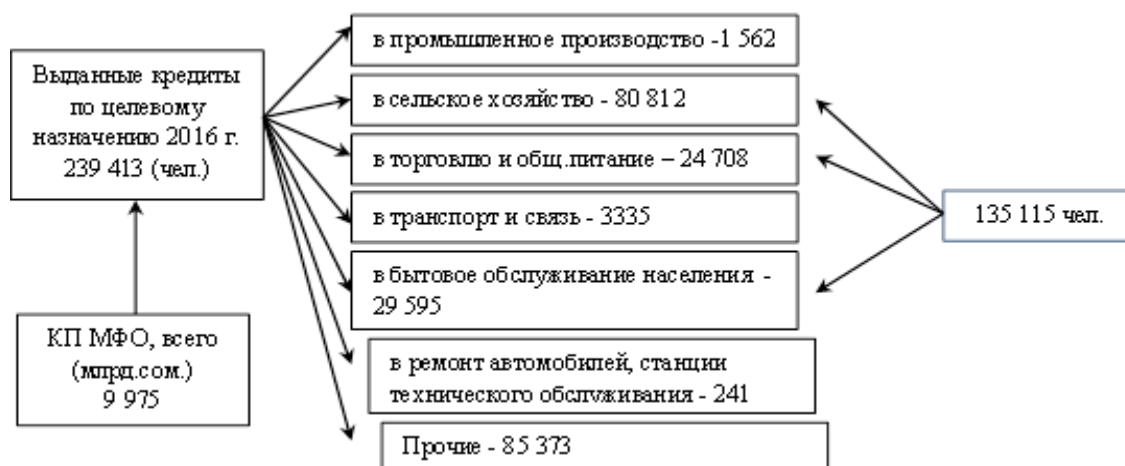 Выданные кредиты
по целевому
назначению 2016 г.
239 413 (чел.)
КП МФО, всего
(млрд.сом.)
9 975
в промышленное производство -1 562
в сельское хозяйство - 80 812
в торговлю и общ.питание – 24 708
в транспорт и связь - 3335
в бытовое обслуживание населения -
29 595
в ремонт автомобилей, станции
технического обслуживания - 241
Прочие - 85 373
135 115 чел.